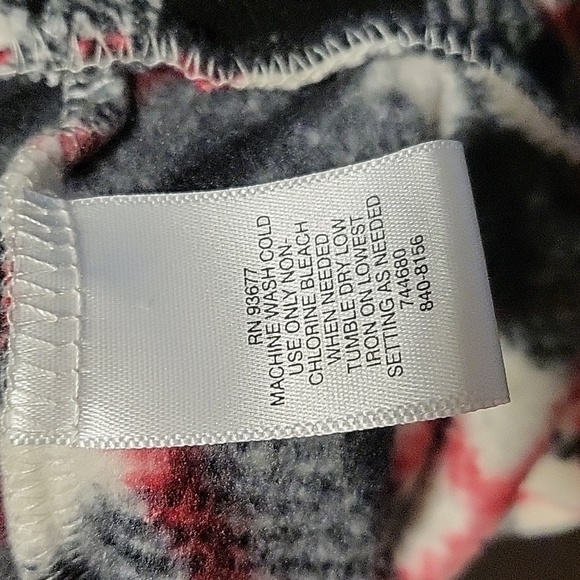 RN 93677
MACHINE WASH COLD
USE ONLY NON-
CHLORINE BLEACH
WHEN NEEDED
TUMBLE DRY LOW
IRON ON LOWEST
SETTING AS NEEDED
744680
840-8156